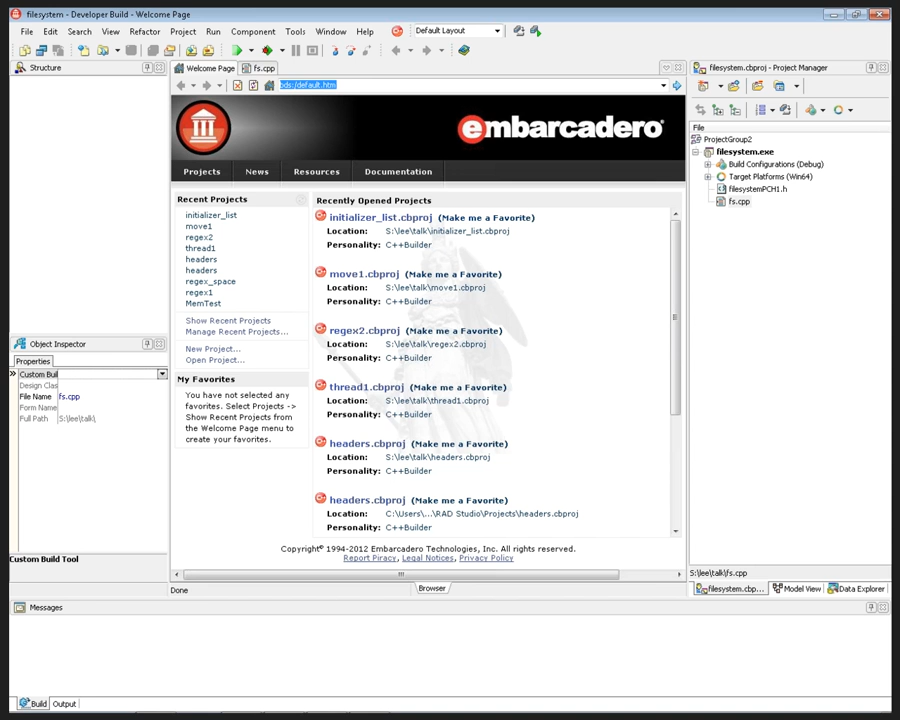 filesystem - Developer Build - Welcome Page
File Edit Search View Refactor Project Run Component Tools Window Help
Default Layout
Structure
Welcome Page
fs.cpp
bds:/default.htm
embarcadero
Projects News Resources Documentation
Recent Projects
initializer_list
move1
regex2
thread1
headers
headers
regex_space
regex1
MemTest
Show Recent Projects
Manage Recent Projects...
New Project...
Open Project...
My Favorites
You have not selected any
favorites. Select Projects ->
Show Recent Projects from
the Welcome Page menu to
create your favorites.
Recently Opened Projects
initializer_list.cbproj (Make me a Favorite)
Location: S:\lee\talk\initializer_list.cbproj
Personality: C++Builder
move1.cbproj (Make me a Favorite)
Location: S:\lee\talk\move1.cbproj
Personality: C++Builder
regex2.cbproj (Make me a Favorite)
Location: S:\lee\talk\regex2.cbproj
Personality: C++Builder
thread1.cbproj (Make me a Favorite)
Location: S:\lee\talk\thread1.cbproj
Personality: C++Builder
headers.cbproj (Make me a Favorite)
Location: S:\lee\talk\headers.cbproj
Personality: C++Builder
headers.cbproj (Make me a Favorite)
Location: C:\Users\...\RAD Studio\Projects\headers.cbproj
Personality: C++Builder
Copyright© 1994-2012 Embarcadero Technologies, Inc. All rights reserved.
Report Piracy, Legal Notices, Privacy Policy
Done
Browser
Object Inspector
Properties
Custom Buil
Design Clas
File Name fs.cpp
Form Name
Full Path S:\lee\talk\
Custom Build Tool
filesystem.cbproj - Project Manager
File
ProjectGroup2
filesystem.exe
Build Configurations (Debug)
Target Platforms (Win64)
filesystemPCH1.h
fs.cpp
S:\lee\talk\fs.cpp
filesystem.cbp... Model View Data Explorer
Messages
Build Output